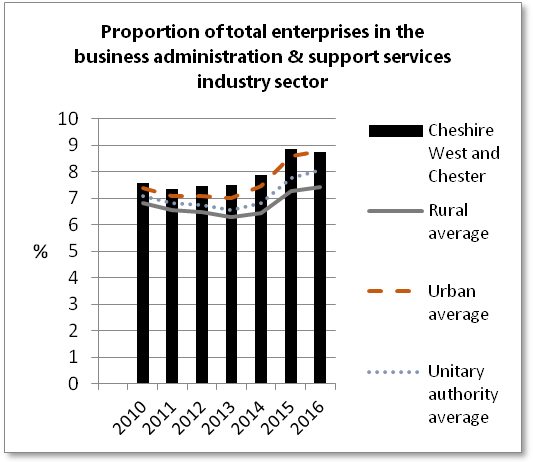 Proportion of total enterprises in the
business administration & support services
industry sector
10
9
8
7
6
5
4
3
2
1
0
%
2010
2011
2012
2013
2014
2015
2016
Cheshire
West and
Chester
Rural
average
Urban
average
Unitary
authority
average